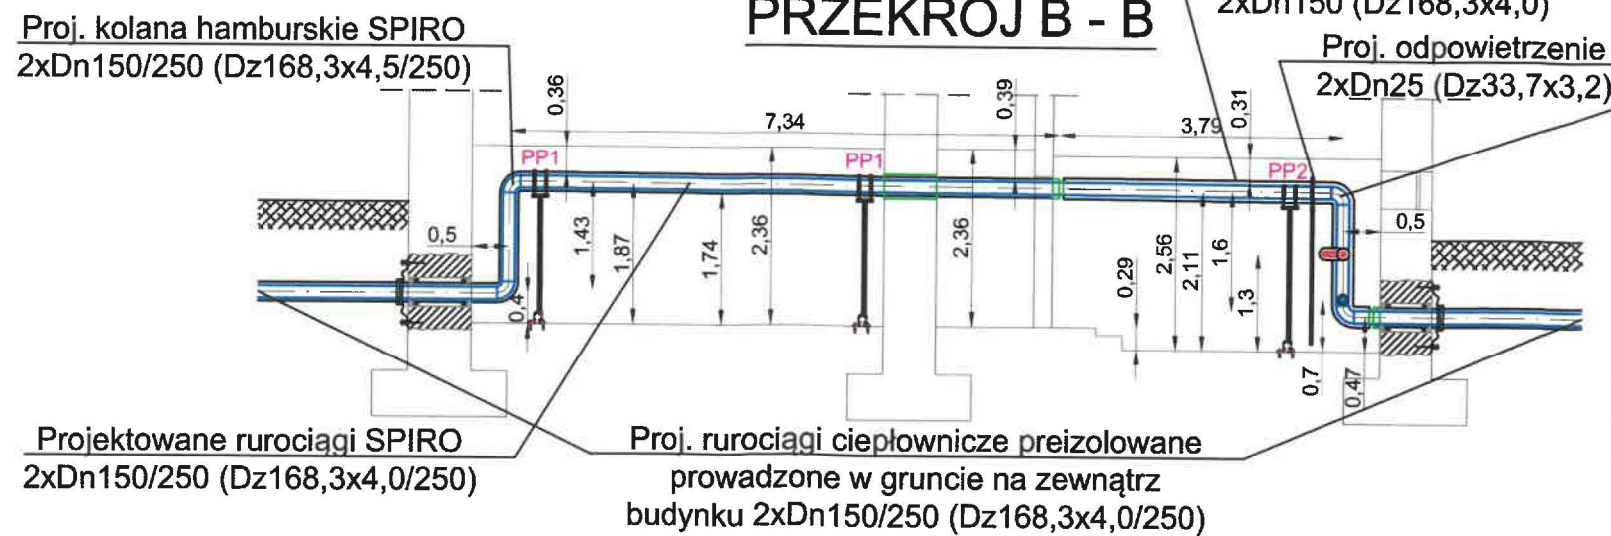 PRZEKRÓJ B - B
2xDn150 (Dz168,3x4,0)
Proj. kolana hamburskie SPIRO
2xDn150/250 (Dz168,3x4,5/250)
Proj. odpowietrzenie
2xDn25 (Dz33,7x3,2)
0,36
7,34
0,39
3,79
0,31
PP1
PP1
PP2
0,5
1,43
1,87
1,74
2,36
2,36
0,29
2,56
2,11
1,6
1,3
0,5
0,4
0,7
0,47
Projektowane rurociągi SPIRO
2xDn150/250 (Dz168,3x4,0/250)
Proj. rurociągi ciepłownicze preizolowane
prowadzone w gruncie na zewnątrz
budynku 2xDn150/250 (Dz168,3x4,0/250)